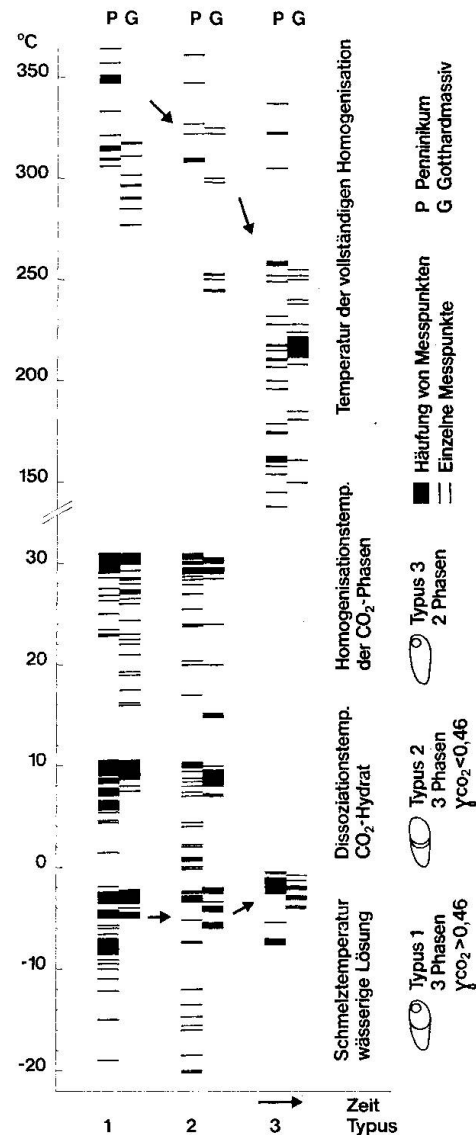 P G P G P G
°C
350
300
250
200
150
30
20
10
0
-10
-20
Temperatur der vollständigen Homogenisation
Homogenisationstemp.
der CO₂-Phasen
Dissoziationstemp.
CO₂-Hydrat
Schmelztemperatur
wässerige Lösung
P Penninikum
G Gotthardmassiv
Häufung von Messpunkten
Einzelne Messpunkte
Typus 3
2 Phasen
Typus 2
3 Phasen
γco₂<0,46
Typus 1
3 Phasen
γco₂>0,46
Zeit
1 2 3 Typus